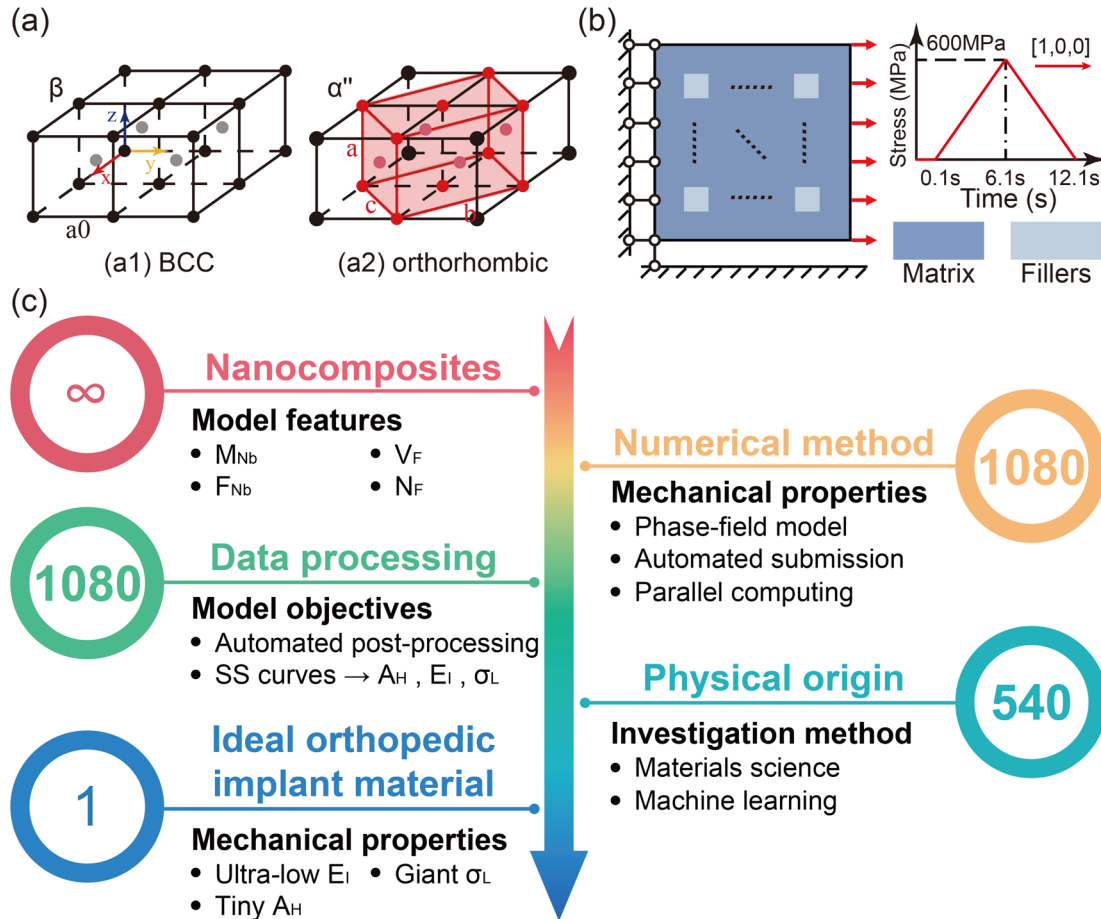 (a)
β
z
y
x
a0
(a1) BCC
α"
a
c
b
(a2) orthorhombic
(b)
Stress (MPa)
600MPa
[1,0,0]
0.1s 6.1s 12.1s
Time (s)
Matrix
Fillers
(c)
∞
Nanocomposites
Model features
• MNb
• VF
• FNb
• NF
Numerical method
1080
Mechanical properties
• Phase-field model
• Automated submission
• Parallel computing
1080
Data processing
Model objectives
• Automated post-processing
• SS curves → AH , EI , σL
Physical origin
540
Investigation method
• Materials science
• Machine learning
1
Ideal orthopedic
implant material
Mechanical properties
• Ultra-low EI • Giant σL
• Tiny AH